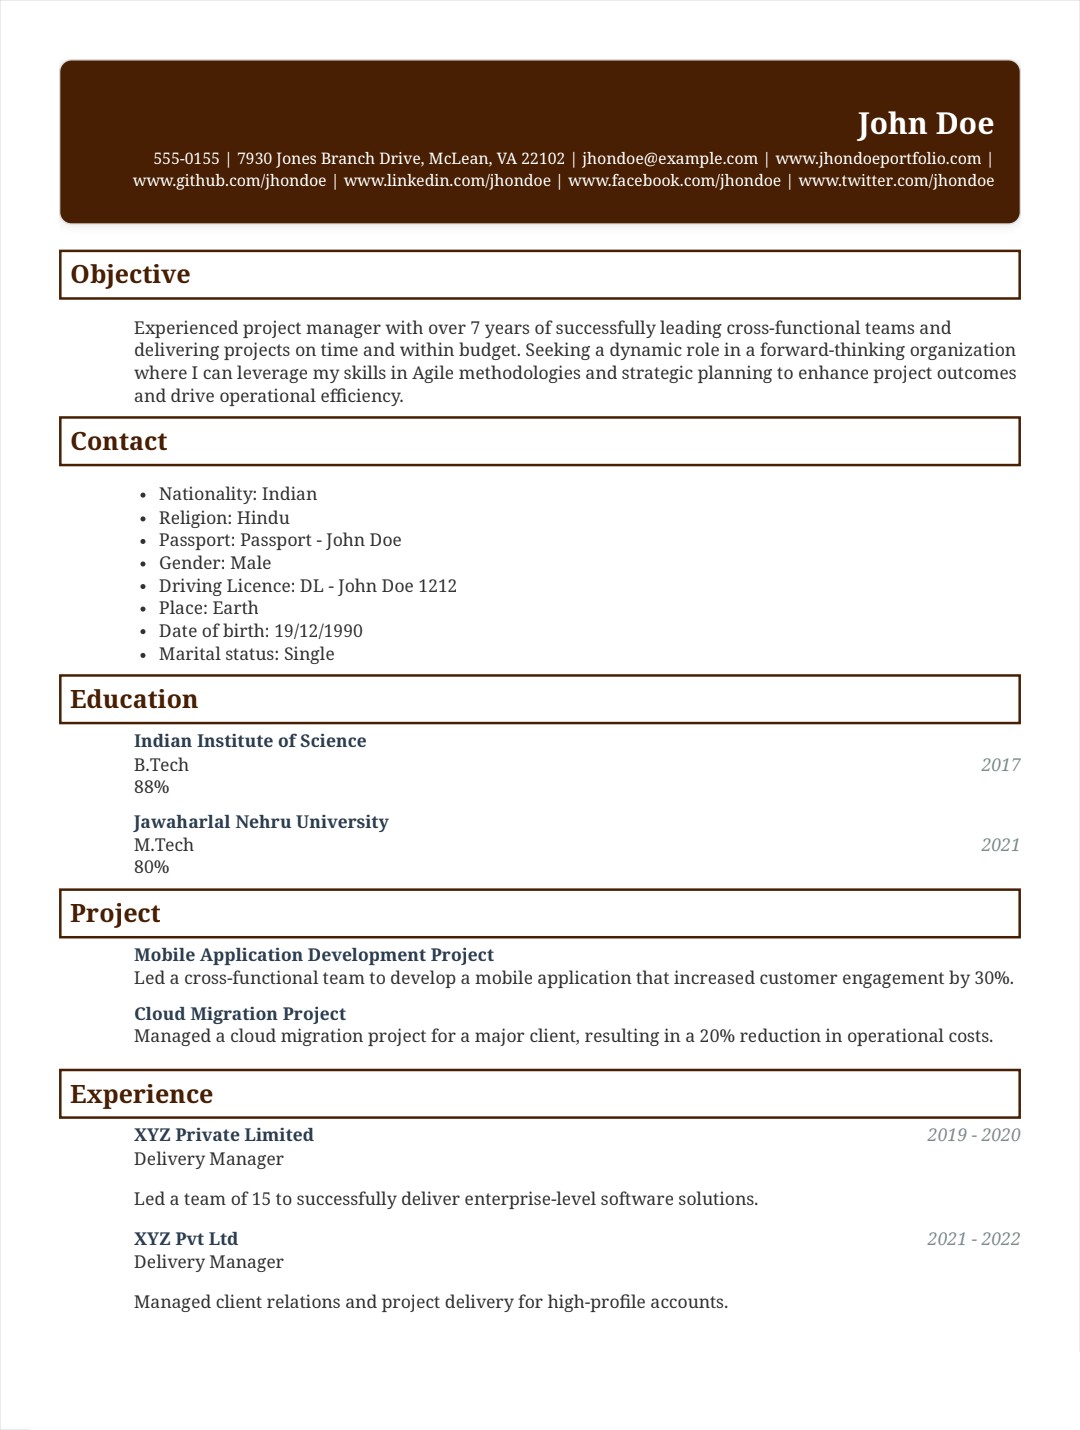 John Doe
555-0155 | 7930 Jones Branch Drive, McLean, VA 22102 | jhondoe@example.com | www.jhondoeportfolio.com |
www.github.com/jhondoe | www.linkedin.com/jhondoe | www.facebook.com/jhondoe | www.twitter.com/jhondoe
Objective
Experienced project manager with over 7 years of successfully leading cross-functional teams and
delivering projects on time and within budget. Seeking a dynamic role in a forward-thinking organization
where I can leverage my skills in Agile methodologies and strategic planning to enhance project outcomes
and drive operational efficiency.
Contact
• Nationality: Indian
• Religion: Hindu
• Passport: Passport - John Doe
• Gender: Male
• Driving Licence: DL - John Doe 1212
• Place: Earth
• Date of birth: 19/12/1990
• Marital status: Single
Education
Indian Institute of Science
B.Tech 2017
88%
Jawaharlal Nehru University
M.Tech 2021
80%
Project
Mobile Application Development Project
Led a cross-functional team to develop a mobile application that increased customer engagement by 30%.
Cloud Migration Project
Managed a cloud migration project for a major client, resulting in a 20% reduction in operational costs.
Experience
XYZ Private Limited 2019 - 2020
Delivery Manager
Led a team of 15 to successfully deliver enterprise-level software solutions.
XYZ Pvt Ltd 2021 - 2022
Delivery Manager
Managed client relations and project delivery for high-profile accounts.